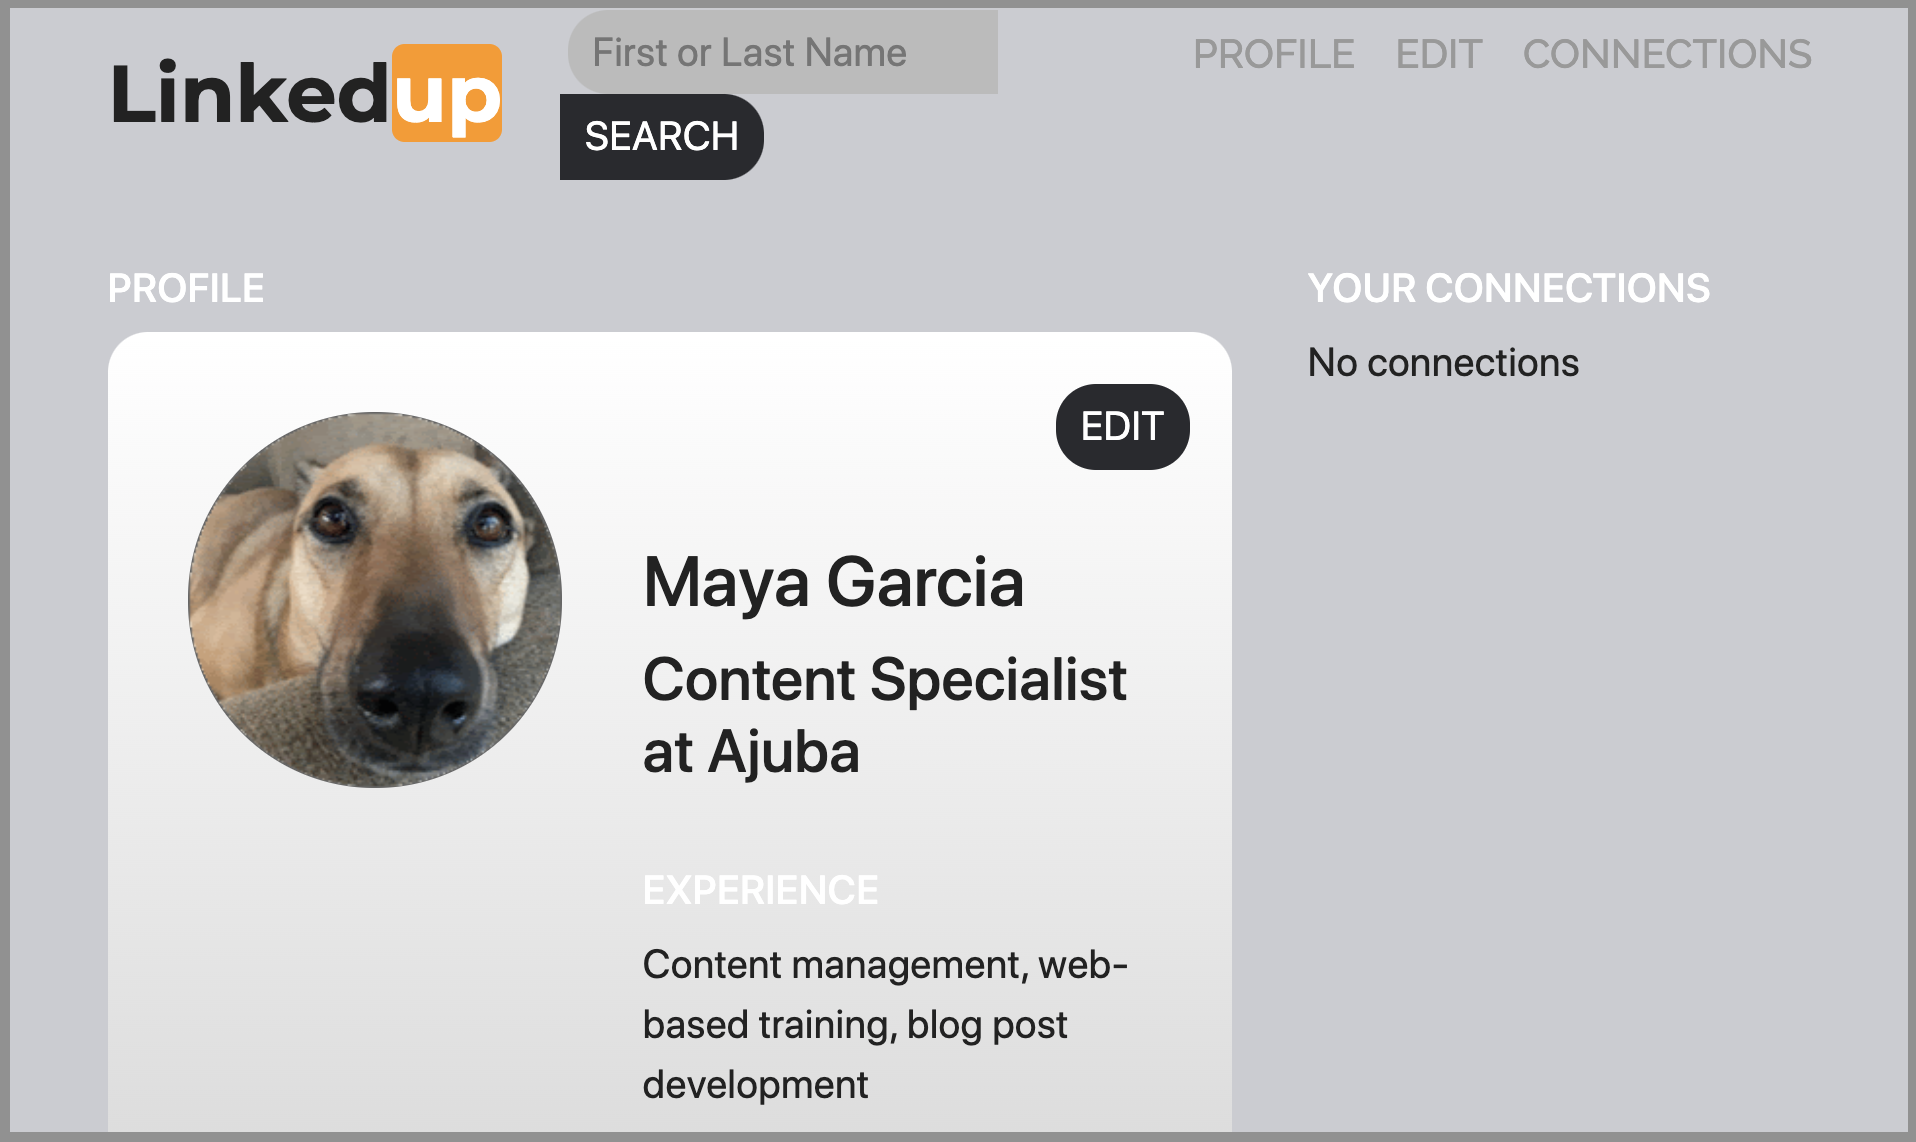 Linkedup
First or Last Name
SEARCH
PROFILE EDIT CONNECTIONS
PROFILE
EDIT
Maya Garcia
Content Specialist
at Ajuba
EXPERIENCE
Content management, web-
based training, blog post
development
YOUR CONNECTIONS
No connections